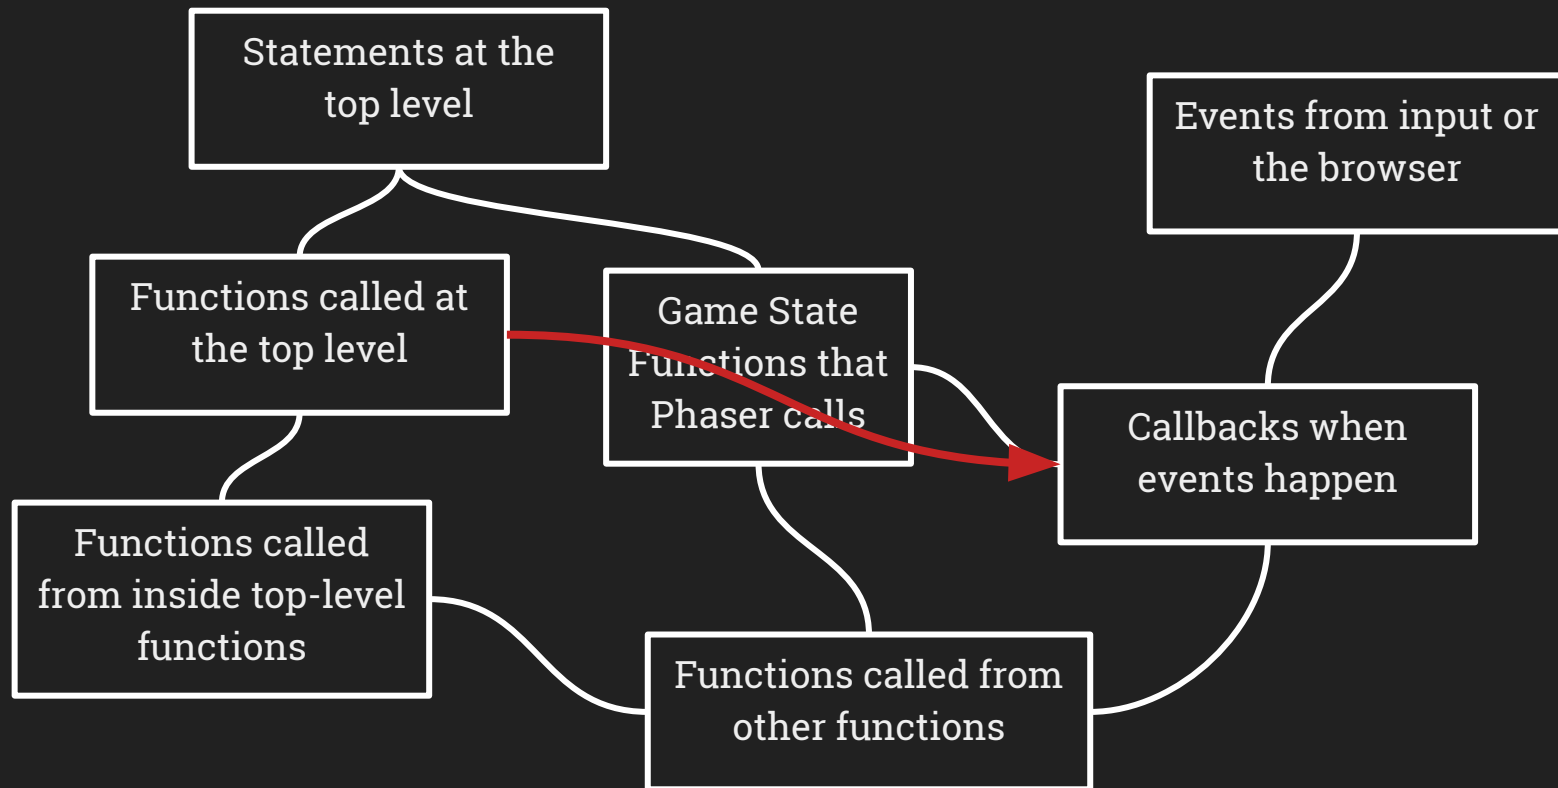 Statements at the
top level
Events from input or
the browser
Functions called at
the top level
Game State
Functions that
Phaser calls
Callbacks when
events happen
Functions called
from inside top-level
functions
Functions called from
other functions